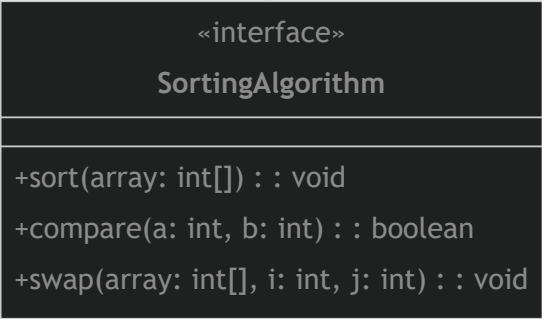 «interface»
SortingAlgorithm
+sort(array: int[]) : : void
+compare(a: int, b: int) : : boolean
+swap(array: int[], i: int, j: int) : : void